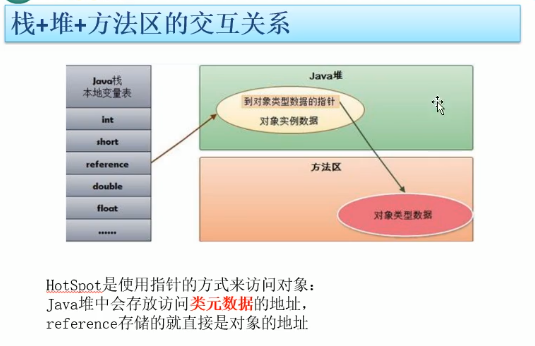 栈+堆+方法区的交互关系
Java栈
本地变量表
int
short
reference
double
float
......
Java堆
到对象类型数据的指针
对象实例数据
方法区
对象类型数据
HotSpot是使用指针的方式来访问对象：
Java堆中会存放访问类元数据的地址，
reference存储的就直接是对象的地址